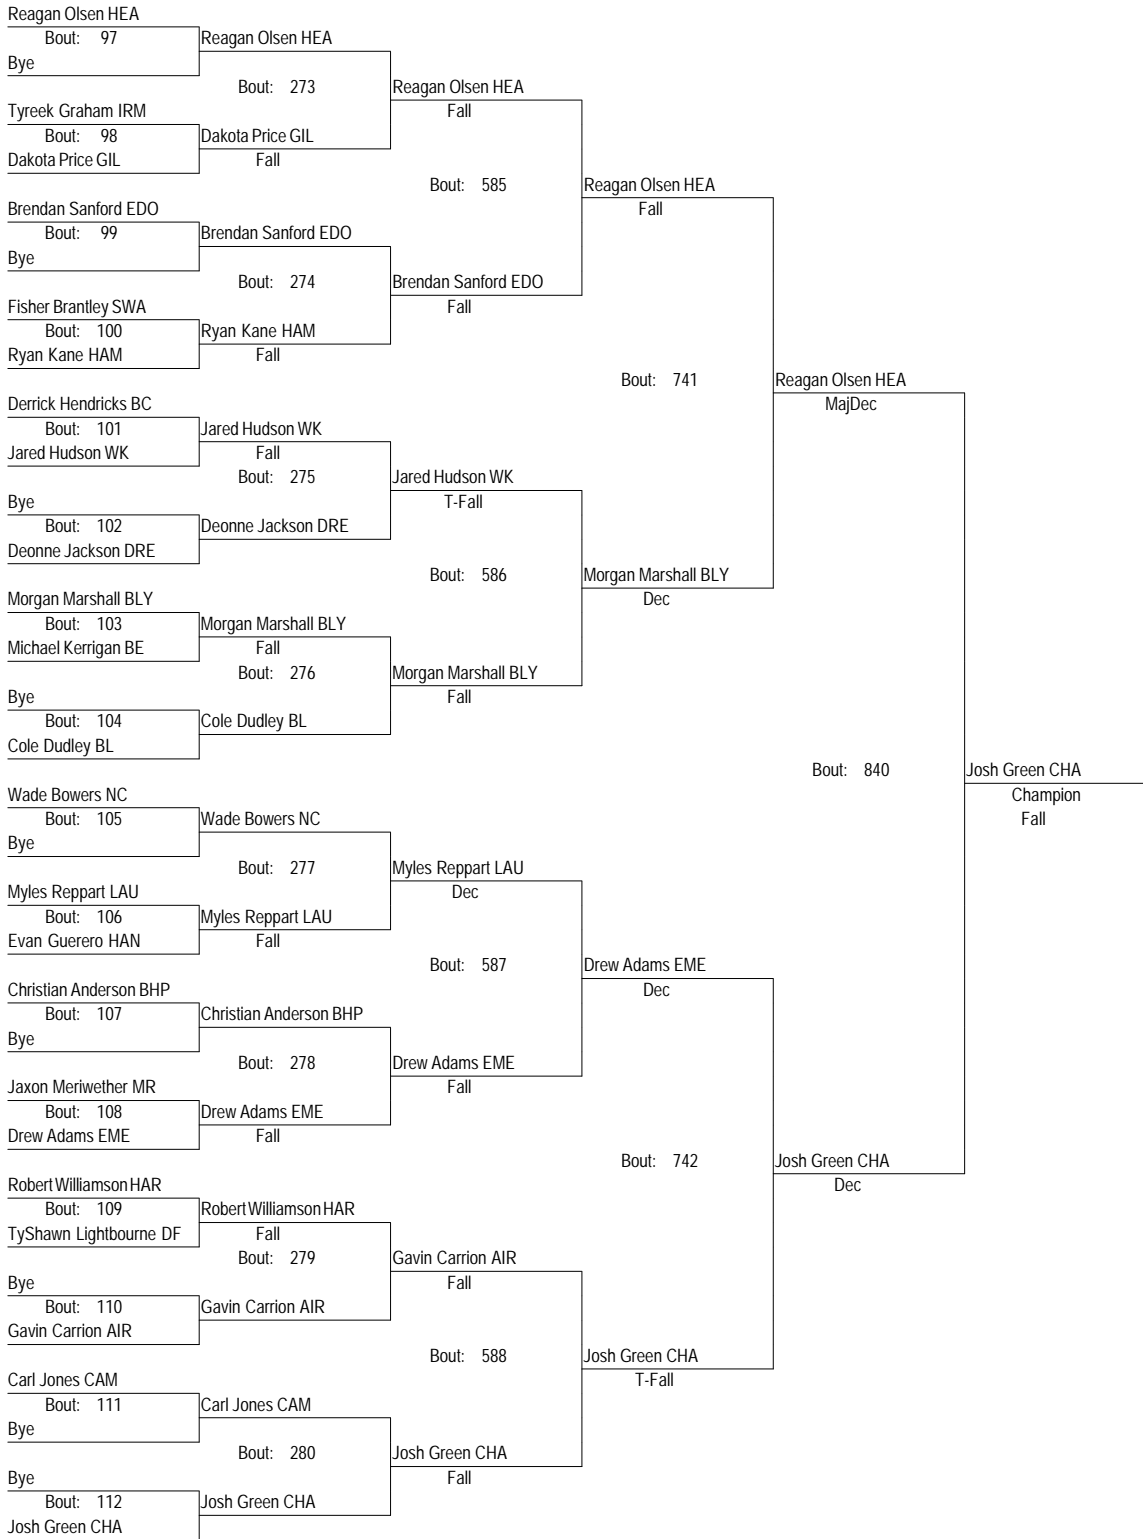 Reagan Olsen HEA
Bout: 97
Reagan Olsen HEA
Bye
Bout: 273
Reagan Olsen HEA
Tyreek Graham IRM
Fall
Bout: 98
Dakota Price GIL
Dakota Price GIL
Fall
Bout: 585
Reagan Olsen HEA
Brendan Sanford EDO
Fall
Bout: 99
Brendan Sanford EDO
Bye
Bout: 274
Brendan Sanford EDO
Fisher Brantley SWA
Fall
Bout: 100
Ryan Kane HAM
Ryan Kane HAM
Fall
Bout: 741
Reagan Olsen HEA
Derrick Hendricks BC
MajDec
Bout: 101
Jared Hudson WK
Jared Hudson WK
Fall
Bout: 275
Jared Hudson WK
Bye
T-Fall
Bout: 102
Deonne Jackson DRE
Deonne Jackson DRE
Bout: 586
Morgan Marshall BLY
Morgan Marshall BLY
Dec
Bout: 103
Morgan Marshall BLY
Michael Kerrigan BE
Fall
Bout: 276
Morgan Marshall BLY
Bye
Fall
Bout: 104
Cole Dudley BL
Cole Dudley BL
Bout: 840
Josh Green CHA
Wade Bowers NC
Champion
Bout: 105
Wade Bowers NC
Fall
Bye
Bout: 277
Myles Reppart LAU
Myles Reppart LAU
Dec
Bout: 106
Myles Reppart LAU
Evan Guerero HAN
Fall
Bout: 587
Drew Adams EME
Christian Anderson BHP
Dec
Bout: 107
Christian Anderson BHP
Bye
Bout: 278
Drew Adams EME
Jaxon Meriwether MR
Fall
Bout: 108
Drew Adams EME
Drew Adams EME
Fall
Bout: 742
Josh Green CHA
Robert Williamson HAR
Dec
Bout: 109
Robert Williamson HAR
TyShawn Lightbourne DF
Fall
Bout: 279
Gavin Carrion AIR
Bye
Fall
Bout: 110
Gavin Carrion AIR
Gavin Carrion AIR
Bout: 588
Josh Green CHA
Carl Jones CAM
T-Fall
Bout: 111
Carl Jones CAM
Bye
Bout: 280
Josh Green CHA
Bye
Fall
Bout: 112
Josh Green CHA
Josh Green CHA